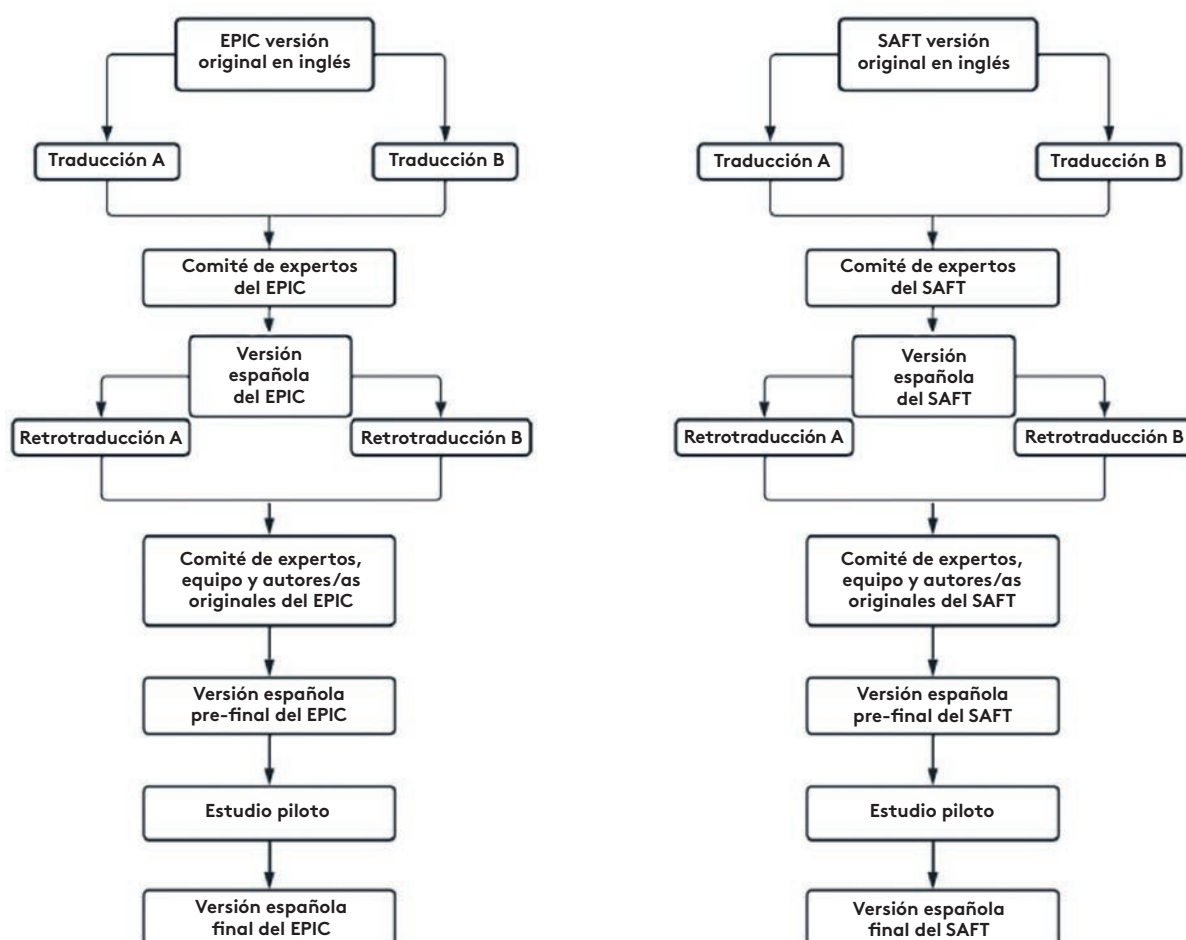 EPIC versión
original en inglés
Traducción A
Traducción B
Comité de expertos
del EPIC
Versión
española
del EPIC
Retrotraducción A
Retrotraducción B
Comité de expertos,
equipo y autores/as
originales del EPIC
Versión española
pre-final del EPIC
Estudio piloto
Versión española
final del EPIC
SAFT versión
original en inglés
Traducción A
Traducción B
Comité de expertos
del SAFT
Versión
española
del SAFT
Retrotraducción A
Retrotraducción B
Comité de expertos,
equipo y autores/as
originales del SAFT
Versión española
pre-final del SAFT
Estudio piloto
Versión española
final del SAFT